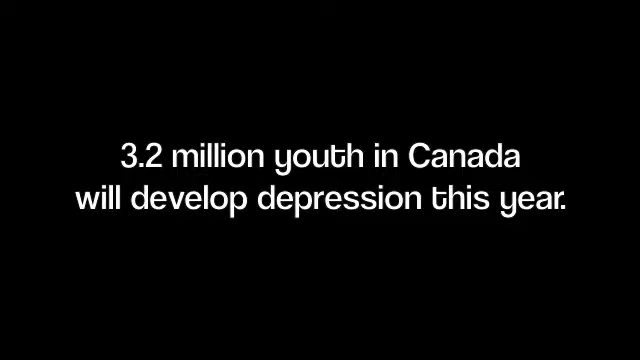 3.2 million youth in Canada
will develop depression this year.